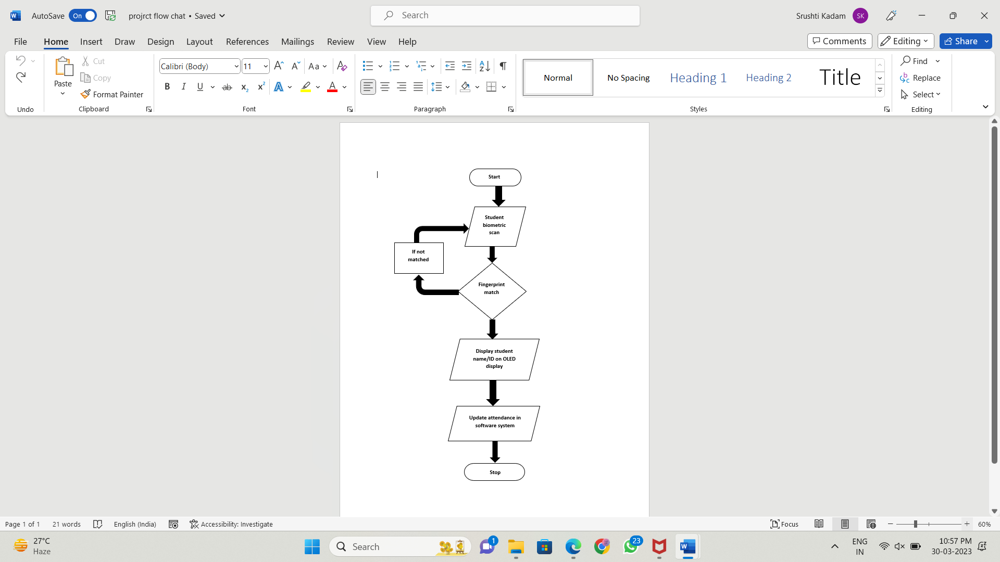 AutoSave On projrct flow chat • Saved Search Srushti Kadam SK
File Home Insert Draw Design Layout References Mailings Review View Help Comments Editing Share
Paste Cut Copy Format Painter
Calibri (Body) 11 Aa
B I U ab x2 x2 A A
Normal No Spacing Heading 1 Heading 2 Title
Find
Replace
Select
Undo Clipboard Font Paragraph Styles Editing
Start
Student
biometric
scan
If not
matched
Fingerprint
match
Display student
name/ID on OLED
display
Update attendance in
software system
Stop
Page 1 of 1 21 words English (India) Accessibility: Investigate Focus 60%
27°C
Haze
Search
1
23
ENG
IN
10:57 PM
30-03-2023